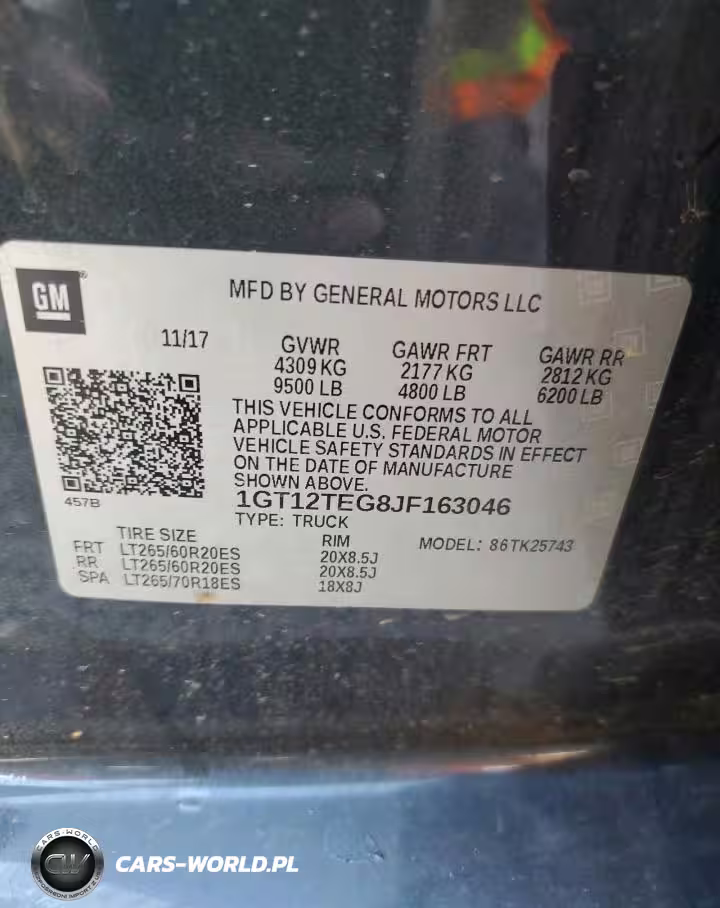 GM
MFD BY GENERAL MOTORS LLC
11/17
GVWR
4309 KG
9500 LB
GAWR FRT
2177 KG
4800 LB
GAWR RR
2812 KG
6200 LB
THIS VEHICLE CONFORMS TO ALL
APPLICABLE U.S. FEDERAL MOTOR
VEHICLE SAFETY STANDARDS IN EFFECT
ON THE DATE OF MANUFACTURE
SHOWN ABOVE.
457B
1GT12TEG8JF163046
TYPE: TRUCK
TIRE SIZE RIM MODEL: 86TK25743
FRT LT265/60R20ES 20X8.5J
RR LT265/60R20ES 20X8.5J
SPA LT265/70R18ES 18X8J
CARS-WORLD
CARS-WORLD.PL